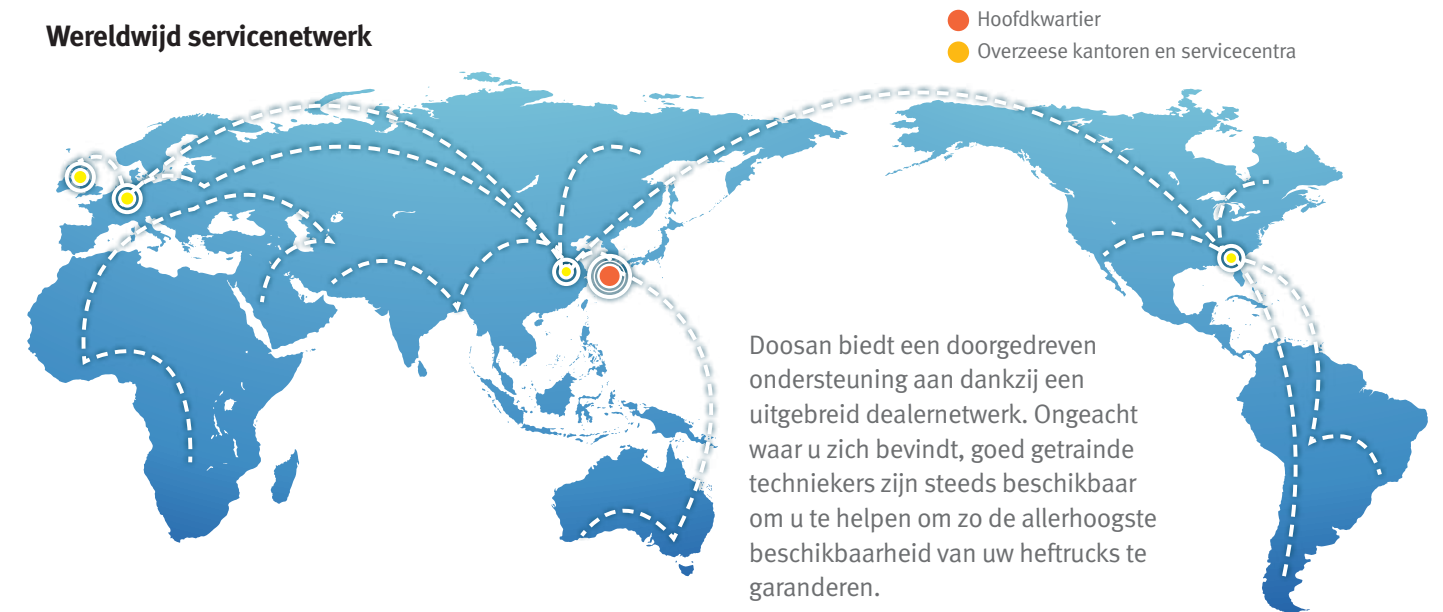 Wereldwijd servicenetwerk
Hoofdkwartier
Overzeese kantoren en servicecentra
Doosan biedt een doorgedreven
ondersteuning aan dankzij een
uitgebreid dealernetwerk. Ongeacht
waar u zich bevindt, goed getrainde
techniekers zijn steeds beschikbaar
om u te helpen om zo de allerhoogste
beschikbaarheid van uw heftrucks te
garanderen.